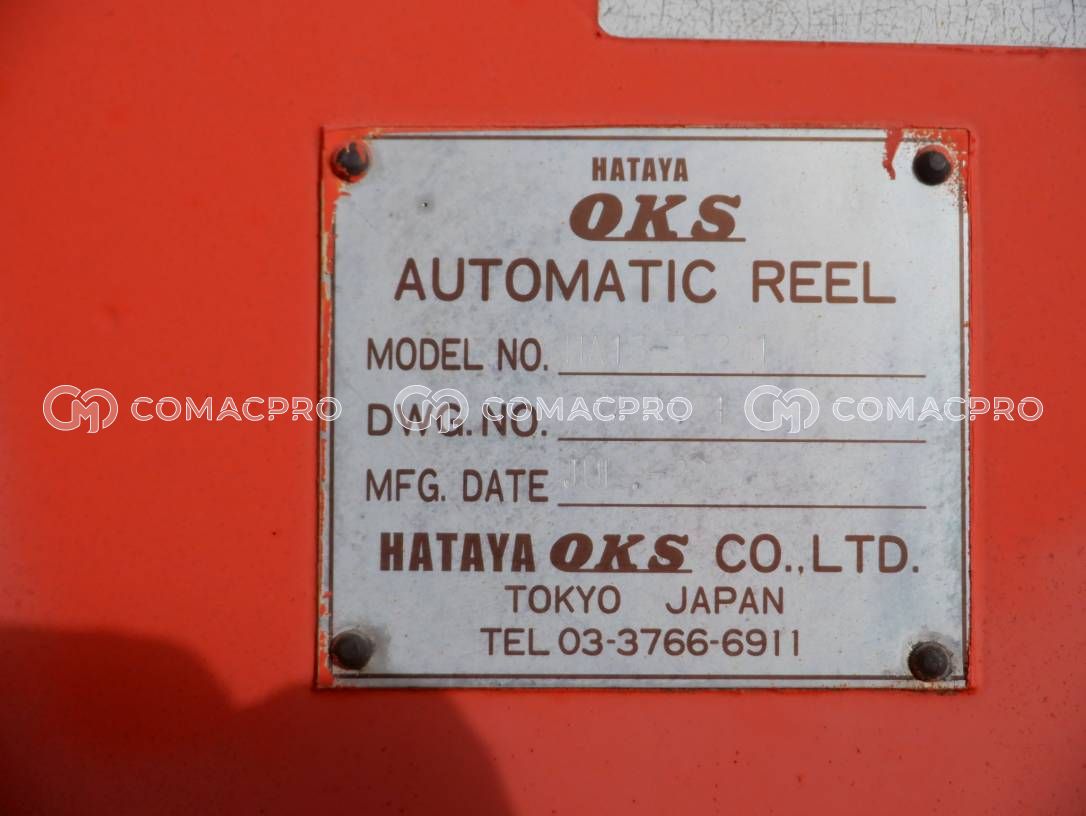 HATAYA
OKS
AUTOMATIC REEL
MODEL NO.
COMACPRO COMACPRO COMACPRO
DWG. NO.
MFG. DATE JUL.
HATAYA OKS CO.,LTD.
TOKYO JAPAN
TEL 03-3766-6911